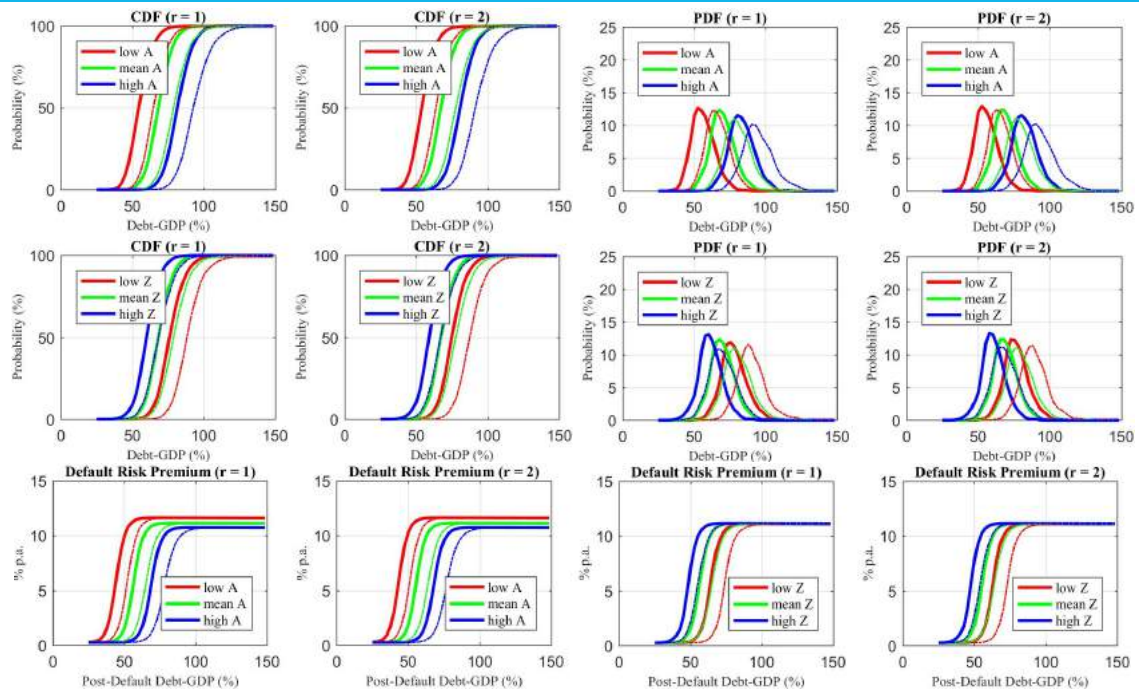 CDF (r = 1)
100
50
0
Probability (%)
low A
mean A
high A
0 50 100 150
Debt-GDP (%)
CDF (r = 2)
100
50
0
Probability (%)
low A
mean A
high A
0 50 100 150
Debt-GDP (%)
PDF (r = 1)
25
20
15
10
5
0
Probability (%)
low A
mean A
high A
0 50 100 150
Debt-GDP (%)
PDF (r = 2)
25
20
15
10
5
0
Probability (%)
low A
mean A
high A
0 50 100 150
Debt-GDP (%)
CDF (r = 1)
100
50
0
Probability (%)
low Z
mean Z
high Z
0 50 100 150
Debt-GDP (%)
CDF (r = 2)
100
50
0
Probability (%)
low Z
mean Z
high Z
0 50 100 150
Debt-GDP (%)
PDF (r = 1)
25
20
15
10
5
0
Probability (%)
low Z
mean Z
high Z
0 50 100 150
Debt-GDP (%)
PDF (r = 2)
25
20
15
10
5
0
Probability (%)
low Z
mean Z
high Z
0 50 100 150
Debt-GDP (%)
Default Risk Premium (r = 1)
15
10
5
0
% p.a.
low A
mean A
high A
0 50 100 150
Post-Default Debt-GDP (%)
Default Risk Premium (r = 2)
15
10
5
0
% p.a.
low A
mean A
high A
0 50 100 150
Post-Default Debt-GDP (%)
Default Risk Premium (r = 1)
15
10
5
0
% p.a.
low Z
mean Z
high Z
0 50 100 150
Post-Default Debt-GDP (%)
Default Risk Premium (r = 2)
15
10
5
0
% p.a.
low Z
mean Z
high Z
0 50 100 150
Post-Default Debt-GDP (%)